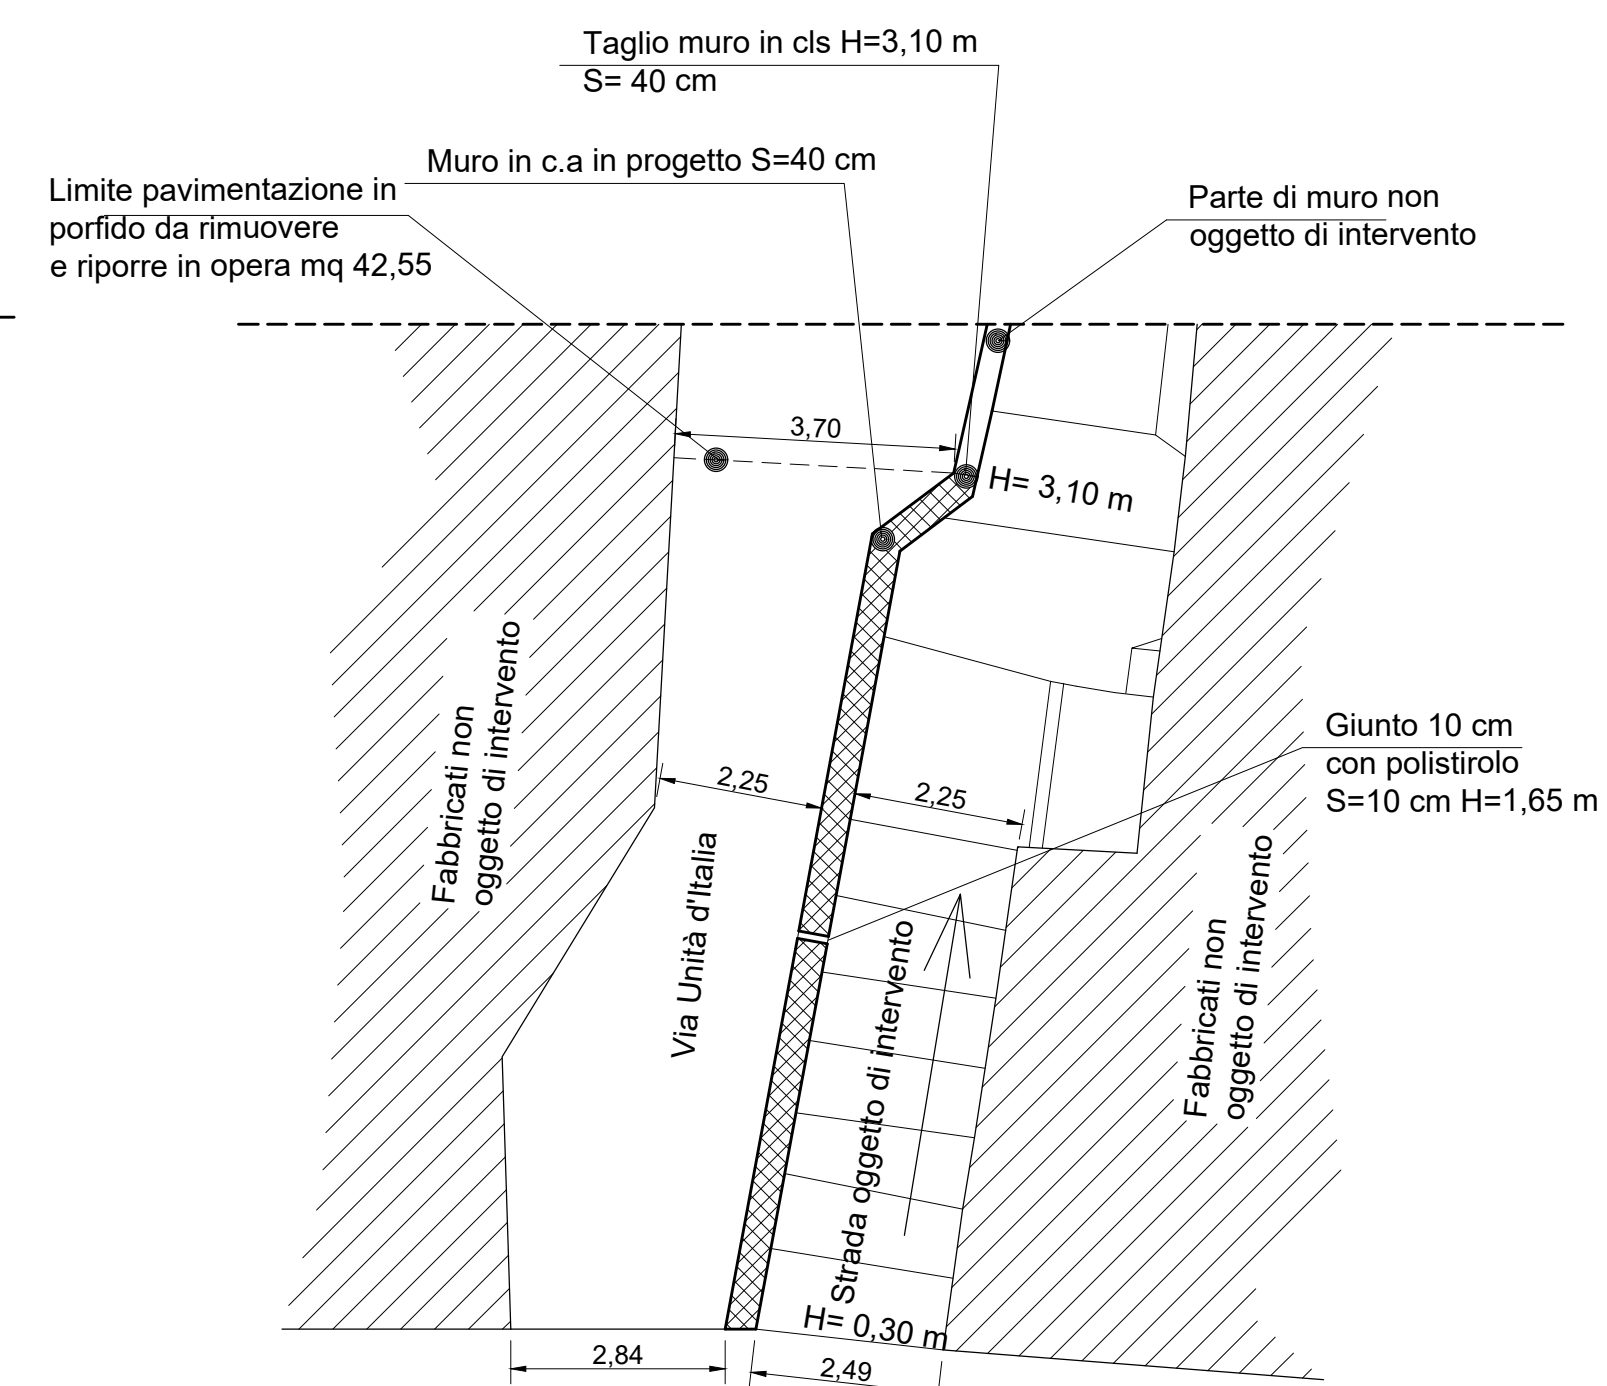 Taglio muro in cls H=3,10 m
S= 40 cm
Muro in c.a in progetto S=40 cm
Limite pavimentazione in
porfido da rimuovere
e riporre in opera mq 42,55
Parte di muro non
oggetto di intervento
3,70
H= 3,10 m
Fabbricati non
oggetto di intervento
2,25
2,25
Giunto 10 cm
con polistirolo
S=10 cm H=1,65 m
Via Unità d'Italia
Strada oggetto di intervento
Fabbricati non
oggetto di intervento
H= 0,30 m
2,84
2,49